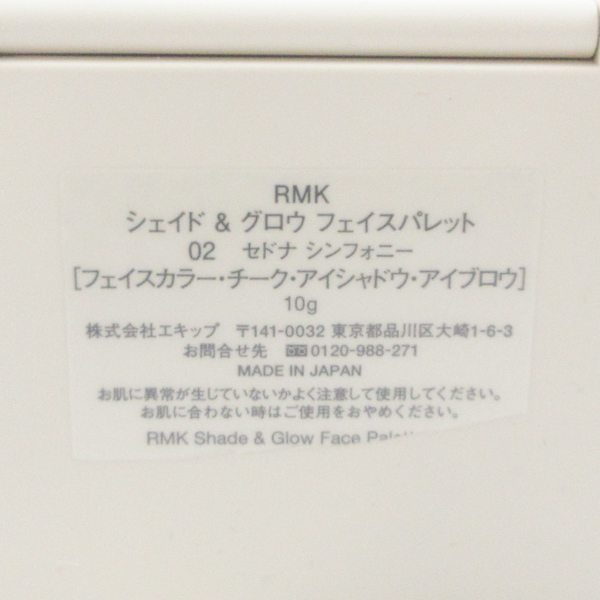 RMK
シェイド & グロウ フェイスパレット
02 セドナ シンフォニー
[フェイスカラー・チーク・アイシャドウ・アイブロウ]
10g
株式会社エキップ 〒141-0032 東京都品川区大崎1-6-3
お問合せ先 0120-988-271
MADE IN JAPAN
お肌に異常が生じていないかよく注意して使用してください。
お肌に合わない時はご使用をおやめください。
RMK Shade & Glow Face